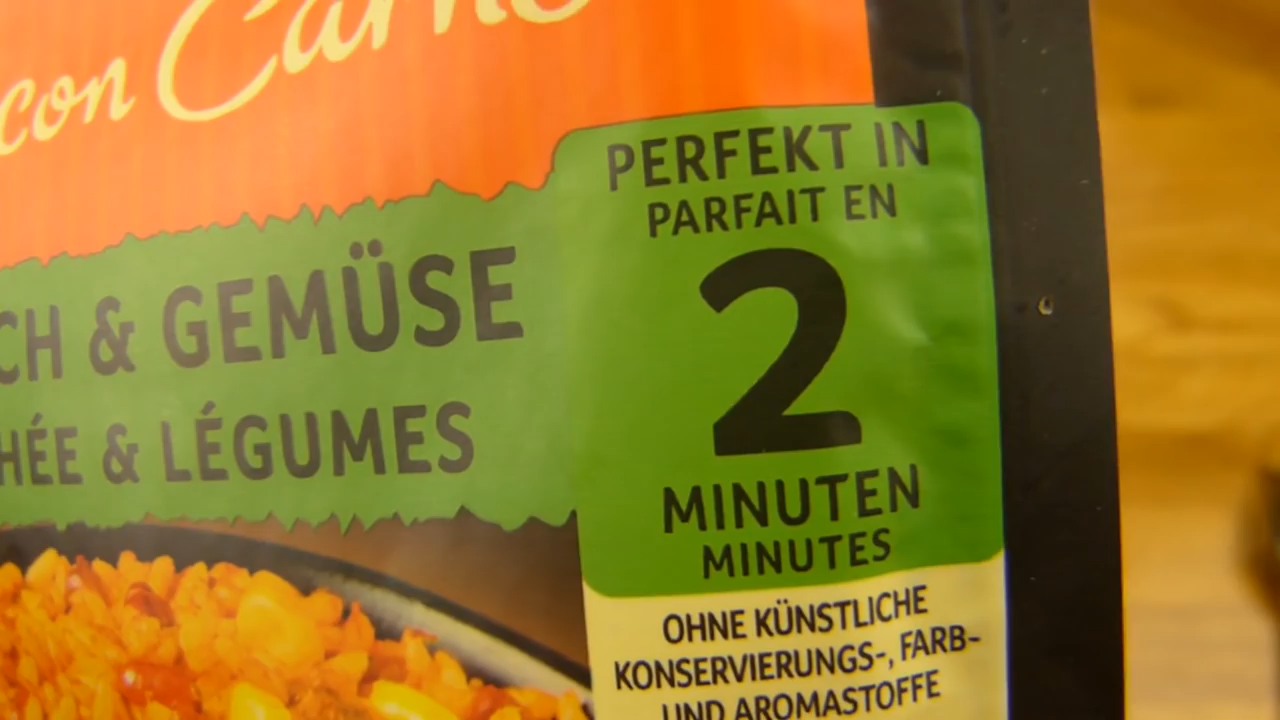 con Carne
CH & GEMÜSE
HÉE & LÉGUMES
PERFEKT IN
PARFAIT EN
2
MINUTEN
MINUTES
OHNE KÜNSTLICHE
KONSERVIERUNGS-, FARB-
UND AROMASTOFFE